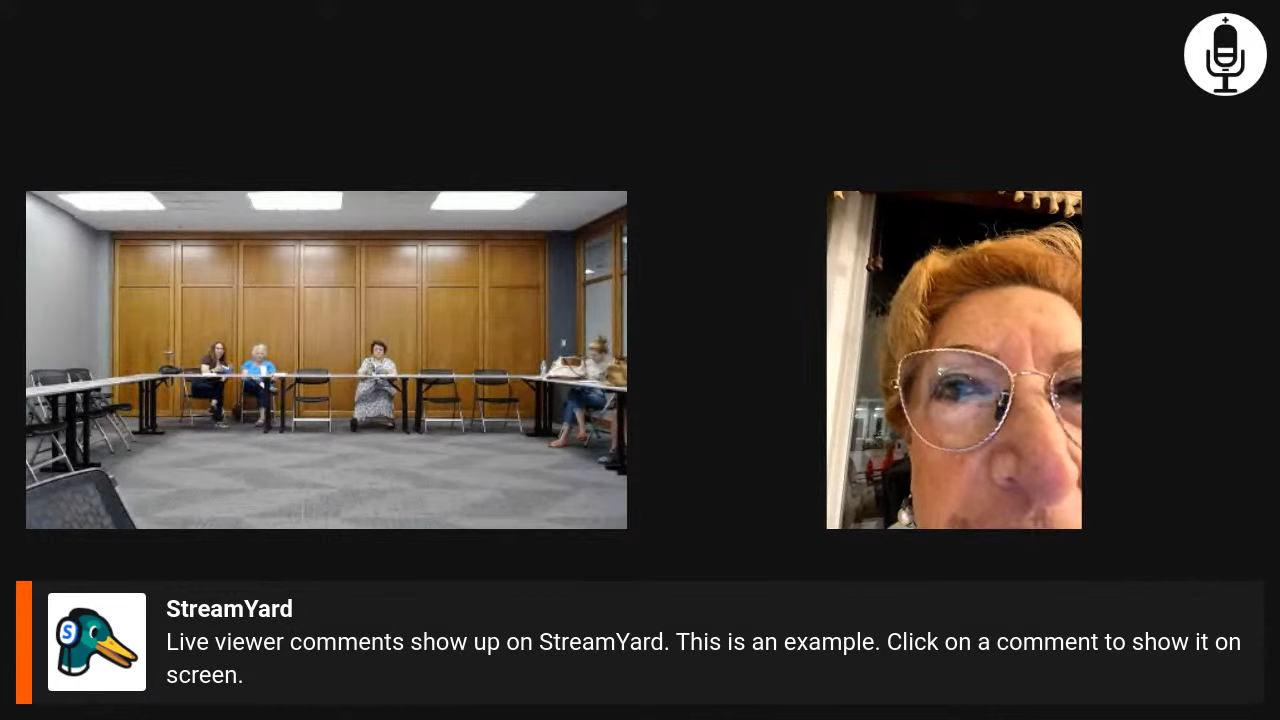 StreamYard
Live viewer comments show up on StreamYard. This is an example. Click on a comment to show it on
screen.
S